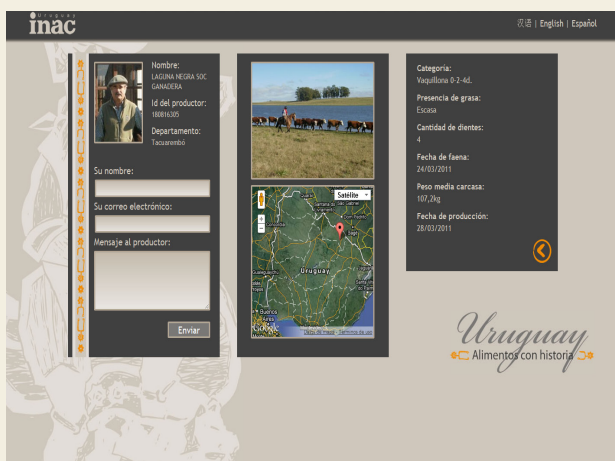 Uruguay
inac
汉语 | English | Español
Nombre:
LAGUNA NEGRA SOC
GANADERA
Id del productor:
180816305
Departamento:
Tacuarembó
Su nombre:
Su correo electrónico:
Mensaje al productor:
Enviar
Satélite
Uruguay
Buenos
Aires
Google
Categoría:
Vaquillona 0-2-4d.
Presencia de grasa:
Escasa
Cantidad de dientes:
4
Fecha de faena:
24/03/2011
Peso media carcasa:
107,2kg
Fecha de producción:
28/03/2011
Uruguay
Alimentos con historia